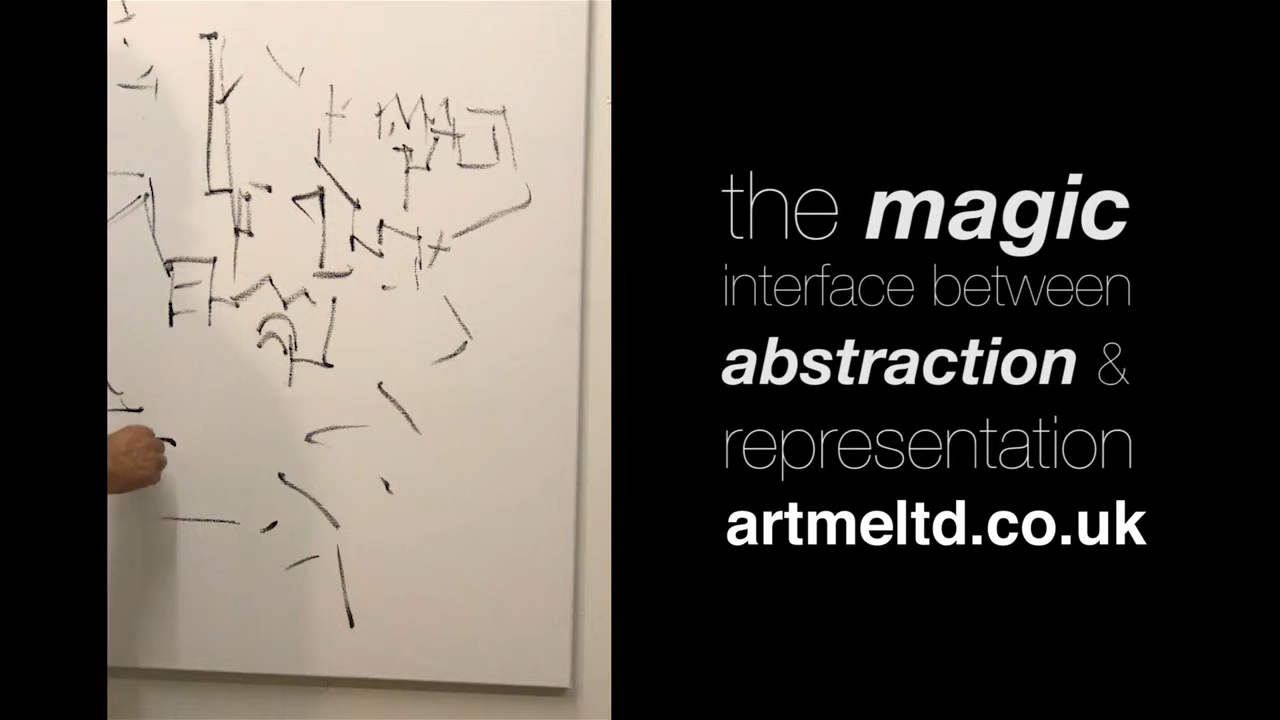 the magic
interface between
abstraction &
representation
artmeltd.co.uk